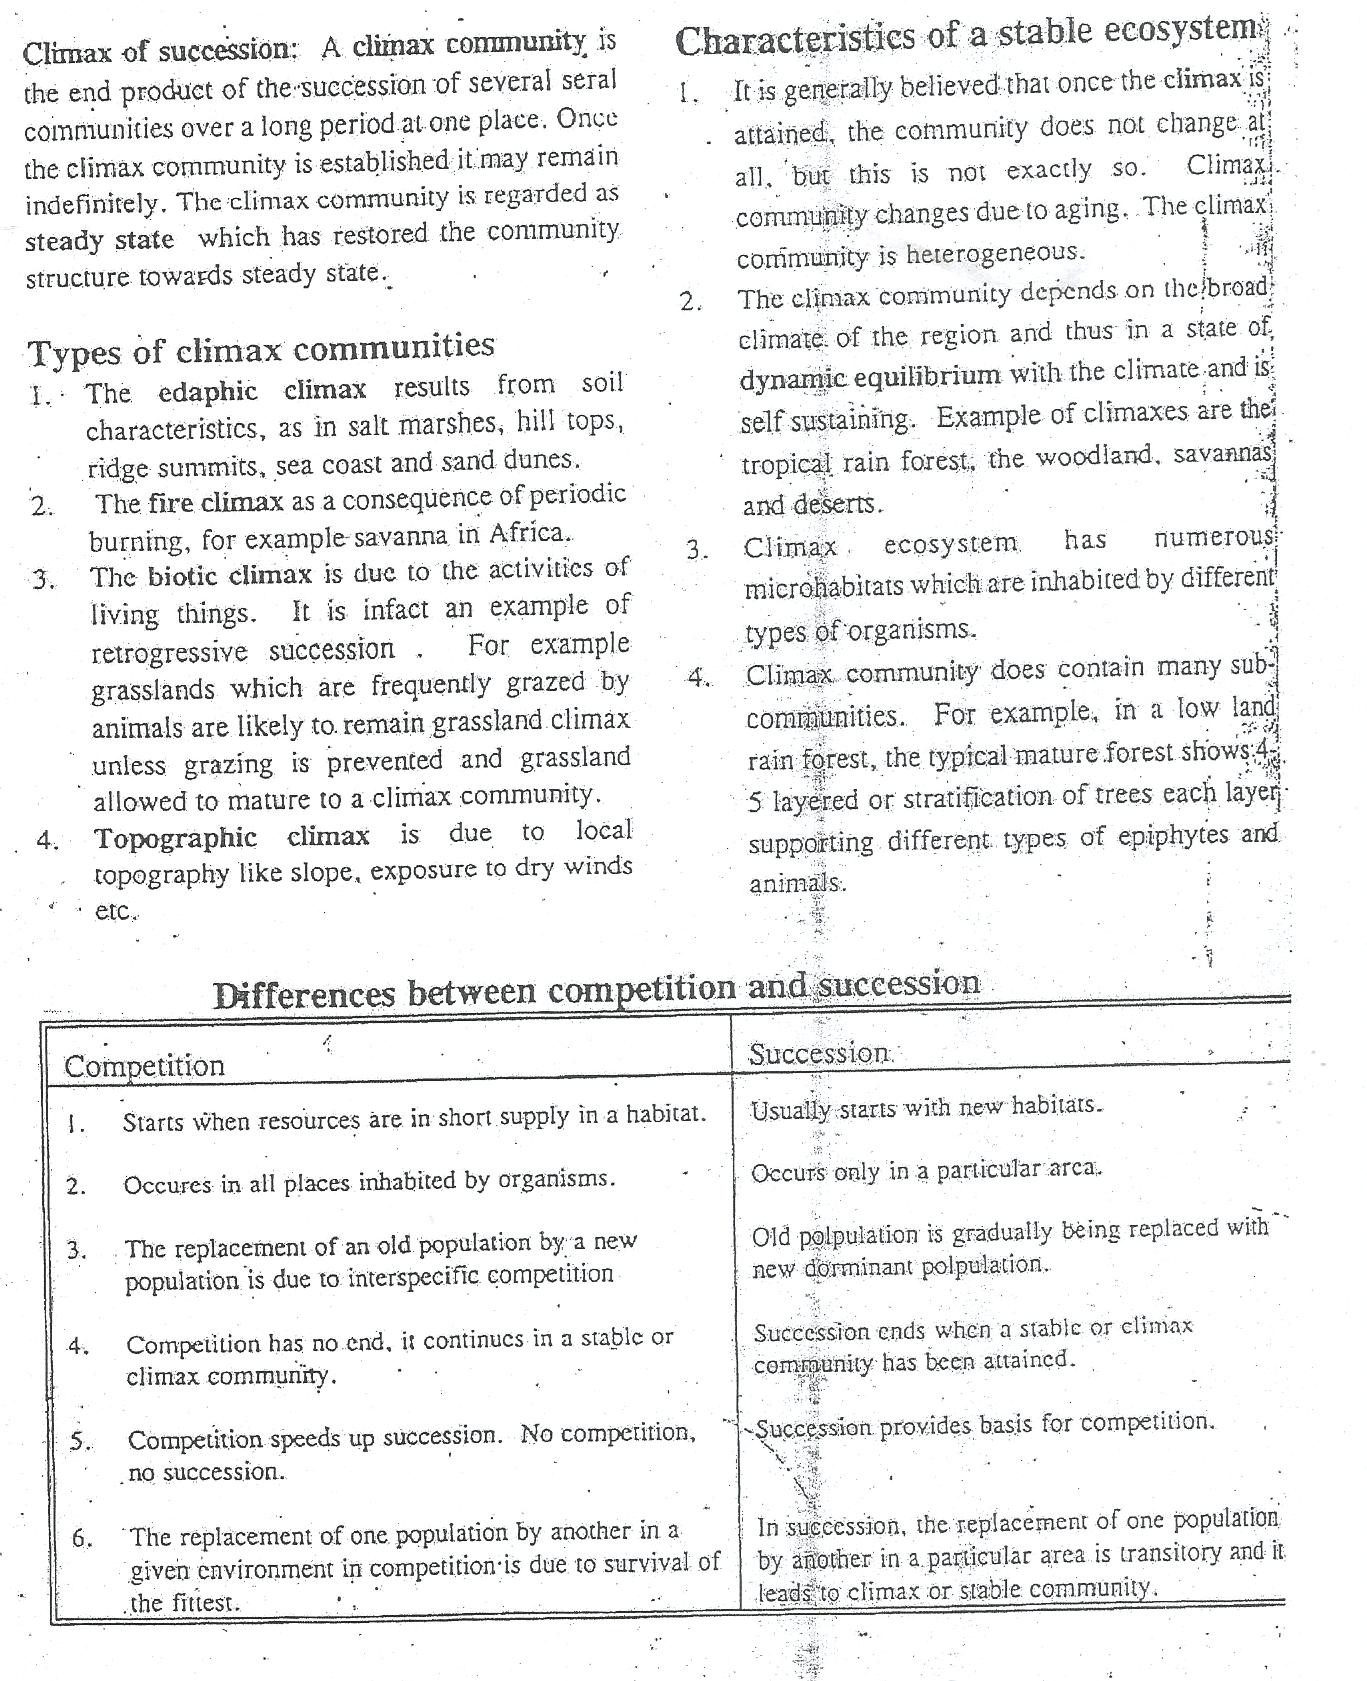 Climax of succession: A climax community is
the end product of the succession of several seral
communities over a long period at one place. Once
the climax community is established it may remain
indefinitely. The climax community is regarded as
steady state which has restored the community
structure towards steady state.
Types of climax communities
1. The edaphic climax results from soil
characteristics, as in salt marshes, hill tops,
ridge summits, sea coast and sand dunes.
2. The fire climax as a consequence of periodic
burning, for example savanna in Africa.
3. The biotic climax is due to the activities of
living things. It is infact an example of
retrogressive succession . For example
grasslands which are frequently grazed by
animals are likely to remain grassland climax
unless grazing is prevented and grassland
allowed to mature to a climax community.
4. Topographic climax is due to local
topography like slope, exposure to dry winds
etc.
Characteristics of a stable ecosystem
1. It is generally believed that once the climax is
attained, the community does not change at
all, but this is not exactly so. Climax
community changes due to aging. The climax
community is heterogeneous.
2. The climax community depends on the broad
climate of the region and thus in a state of
dynamic equilibrium with the climate and is
self sustaining. Example of climaxes are the
tropical rain forest, the woodland, savannas
and deserts.
3. Climax ecosystem has numerous
microhabitats which are inhabited by different
types of organisms.
4. Climax community does contain many sub-
communities. For example, in a low land
rain forest, the typical mature forest shows 4-
5 layered or stratification of trees each layer
supporting different types of epiphytes and
animals.
Differences between competition and succession
Competition
Succession
1. Starts when resources are in short supply in a habitat.
Usually starts with new habitats.
2. Occures in all places inhabited by organisms.
Occurs only in a particular area.
3. The replacement of an old population by a new
population is due to interspecific competition
Old polpulation is gradually being replaced with
new dorminant polpulation.
4. Competition has no end, it continues in a stable or
climax community.
Succession ends when a stable or climax
community has been attained.
5. Competition speeds up succession. No competition,
no succession.
Succession provides basis for competition.
6. The replacement of one population by another in a
given environment in competition is due to survival of
the fittest.
In succession, the replacement of one population
by another in a particular area is transitory and it
leads to climax or stable community.